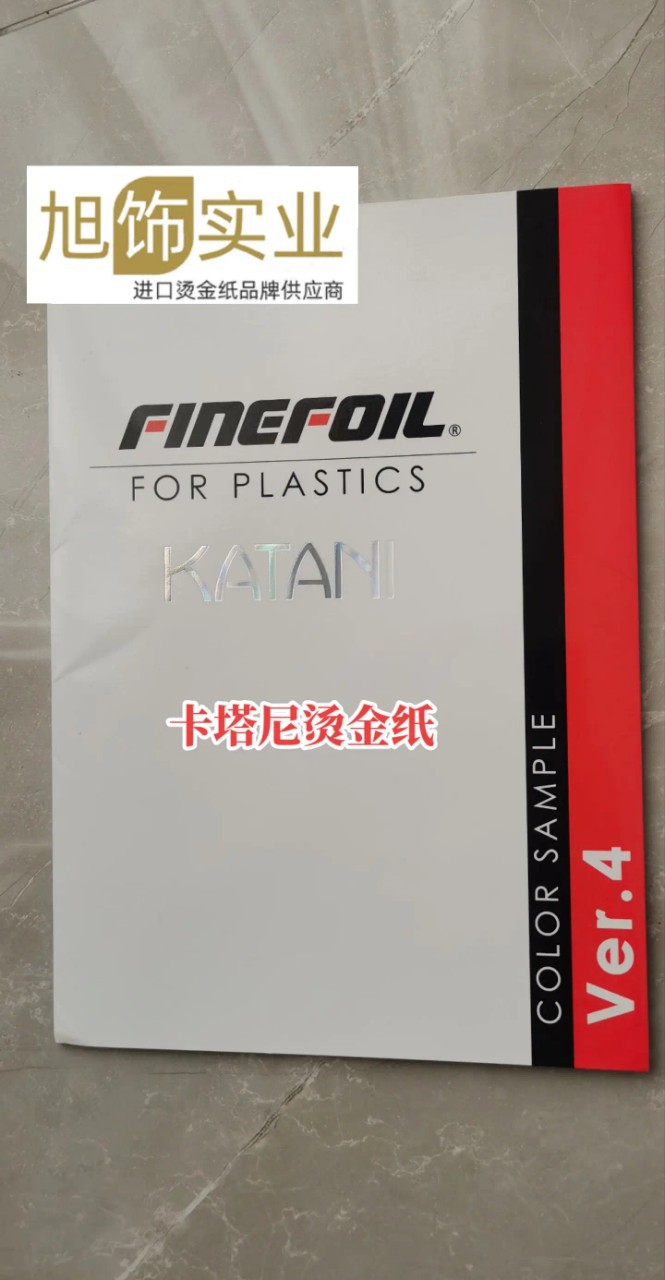 旭饰实业
进口烫金纸品牌供应商
FINEFOIL®
FOR PLASTICS
KATANI
卡塔尼烫金纸
COLOR SAMPLE
Ver.4